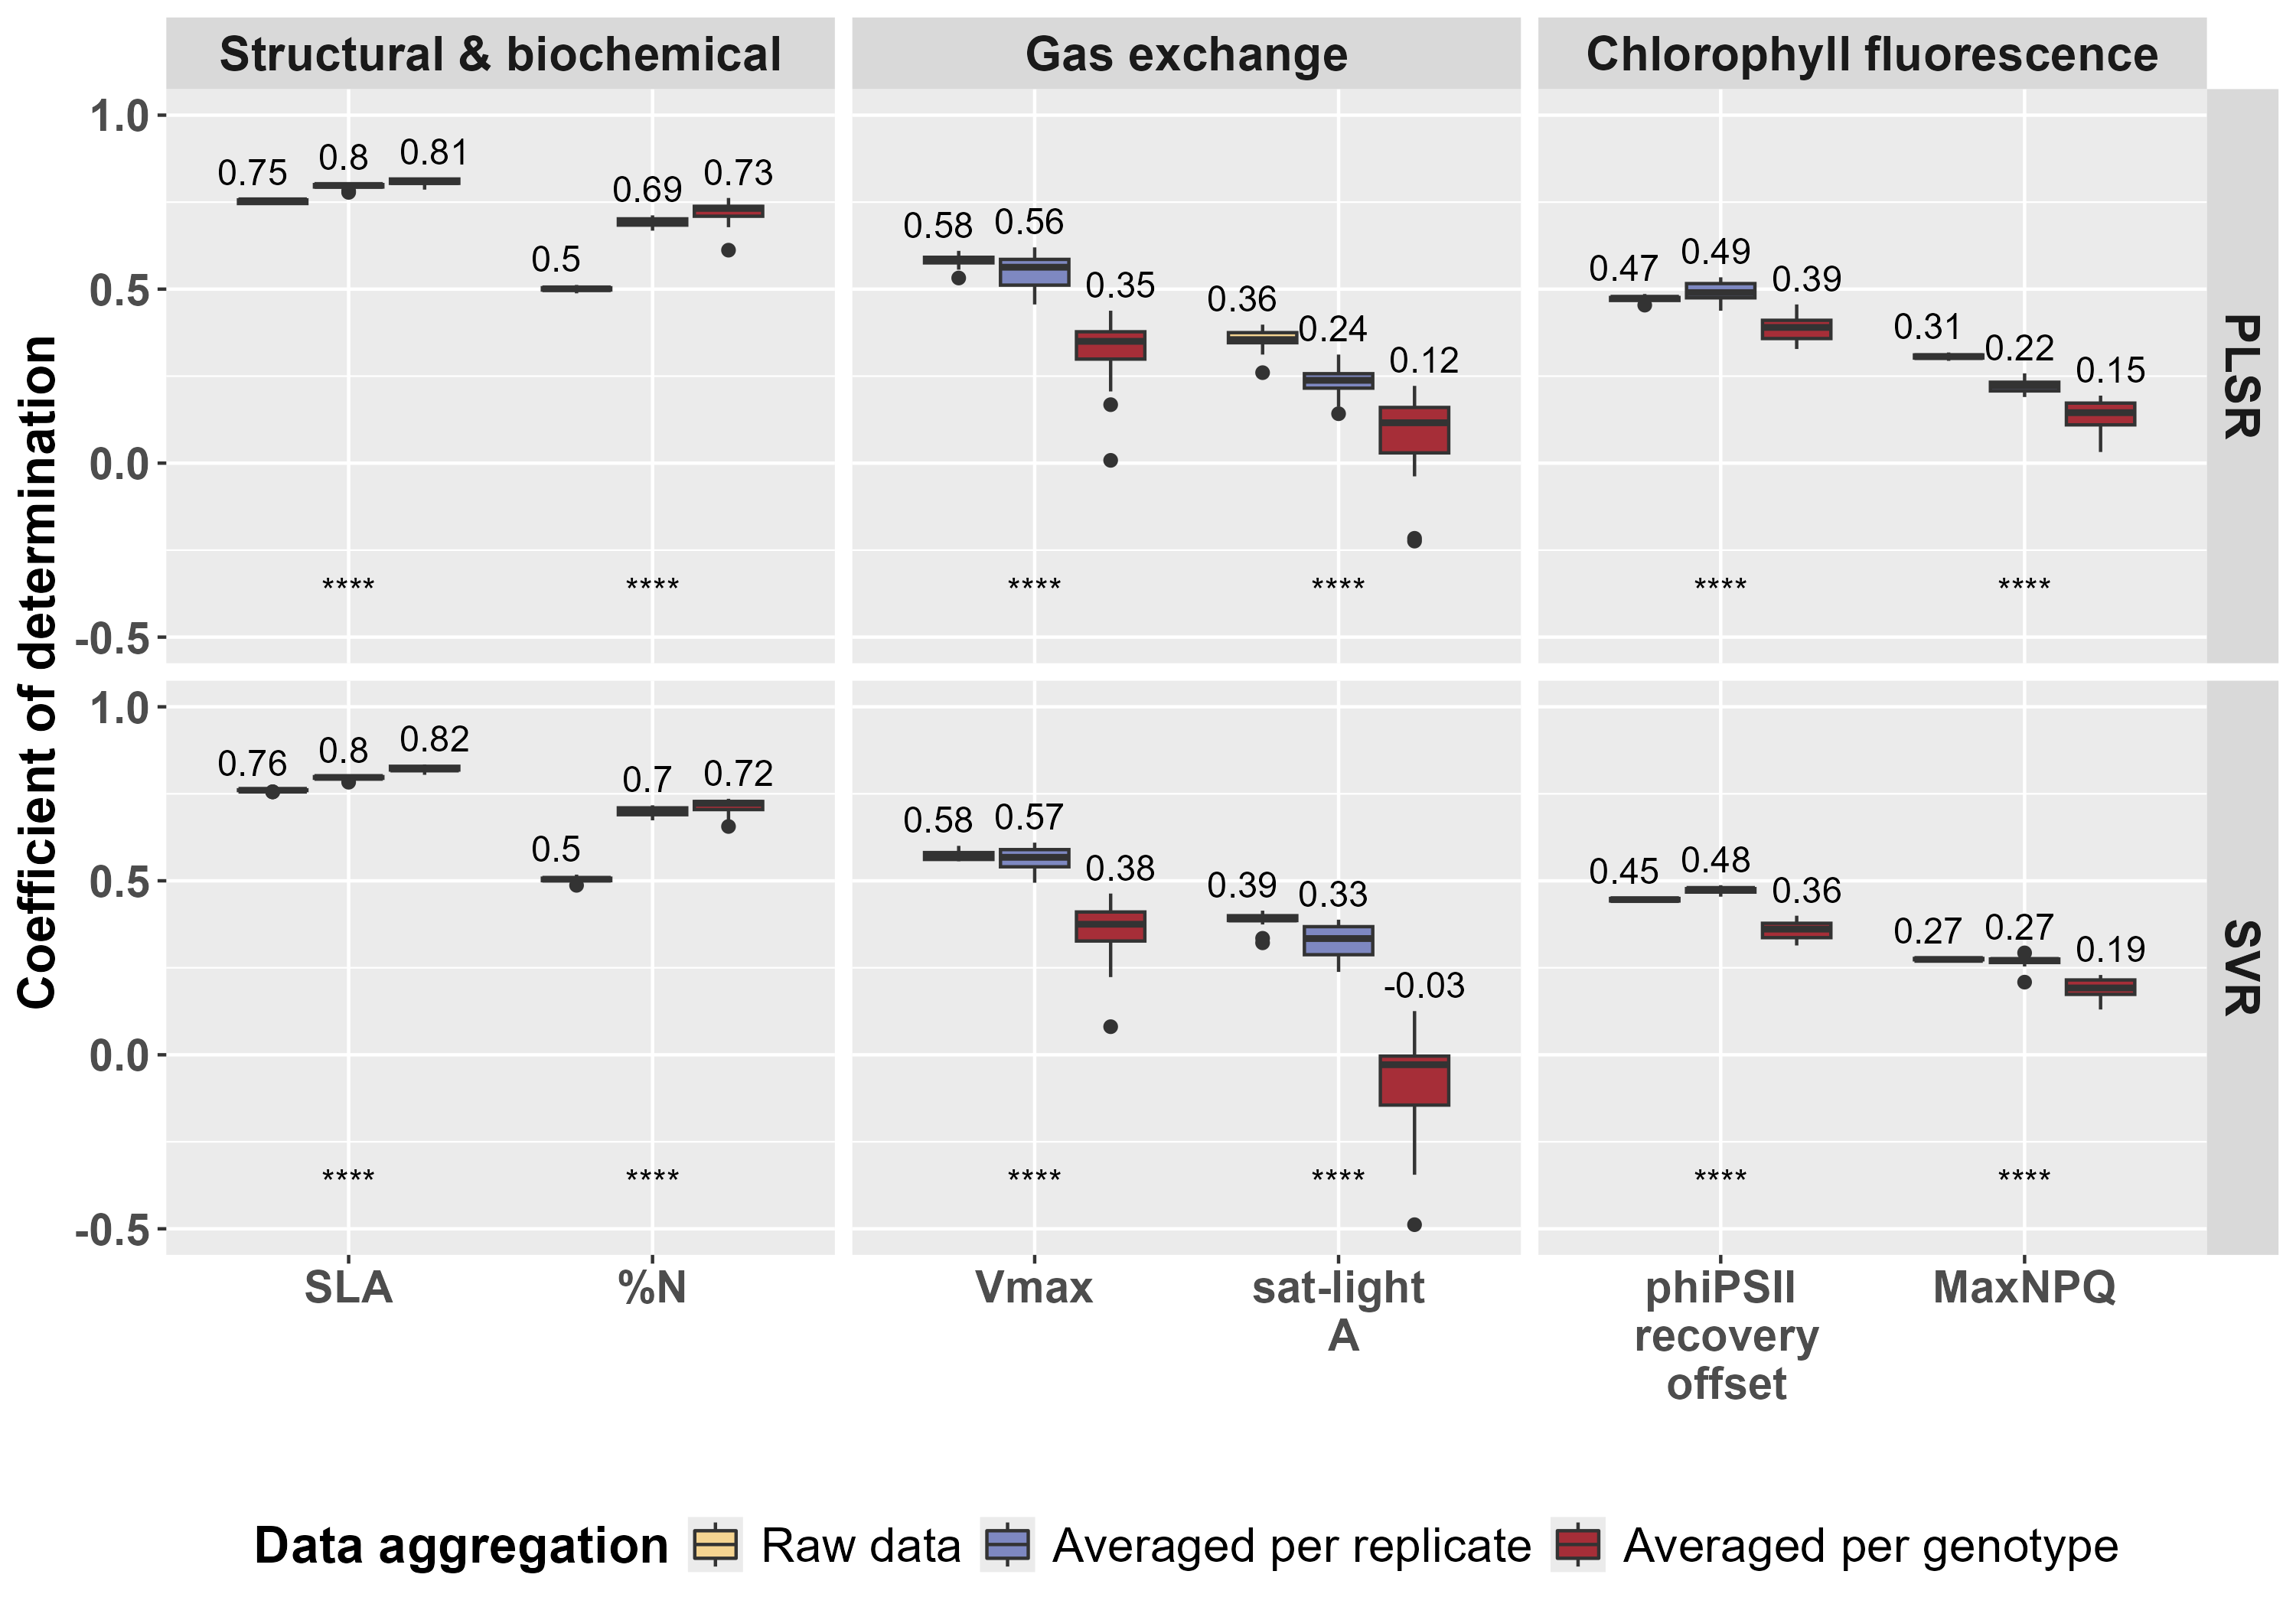 Structural & biochemical
Gas exchange
Chlorophyll fluorescence
Coefficient of determination
PLSR
1.0
0.5
0.0
-0.5
0.75
0.8
0.81
0.5
0.69
0.73
0.58
0.56
0.35
0.36
0.24
0.12
0.47
0.49
0.39
0.31
0.22
0.15
****
****
****
****
****
****
SVR
1.0
0.5
0.0
-0.5
0.76
0.8
0.82
0.5
0.7
0.72
0.58
0.57
0.38
0.39
0.33
-0.03
0.45
0.48
0.36
0.27
0.27
0.19
****
****
****
****
****
****
SLA
%N
Vmax
sat-light
A
phiPSII
recovery
offset
MaxNPQ
Data aggregation
Raw data
Averaged per replicate
Averaged per genotype